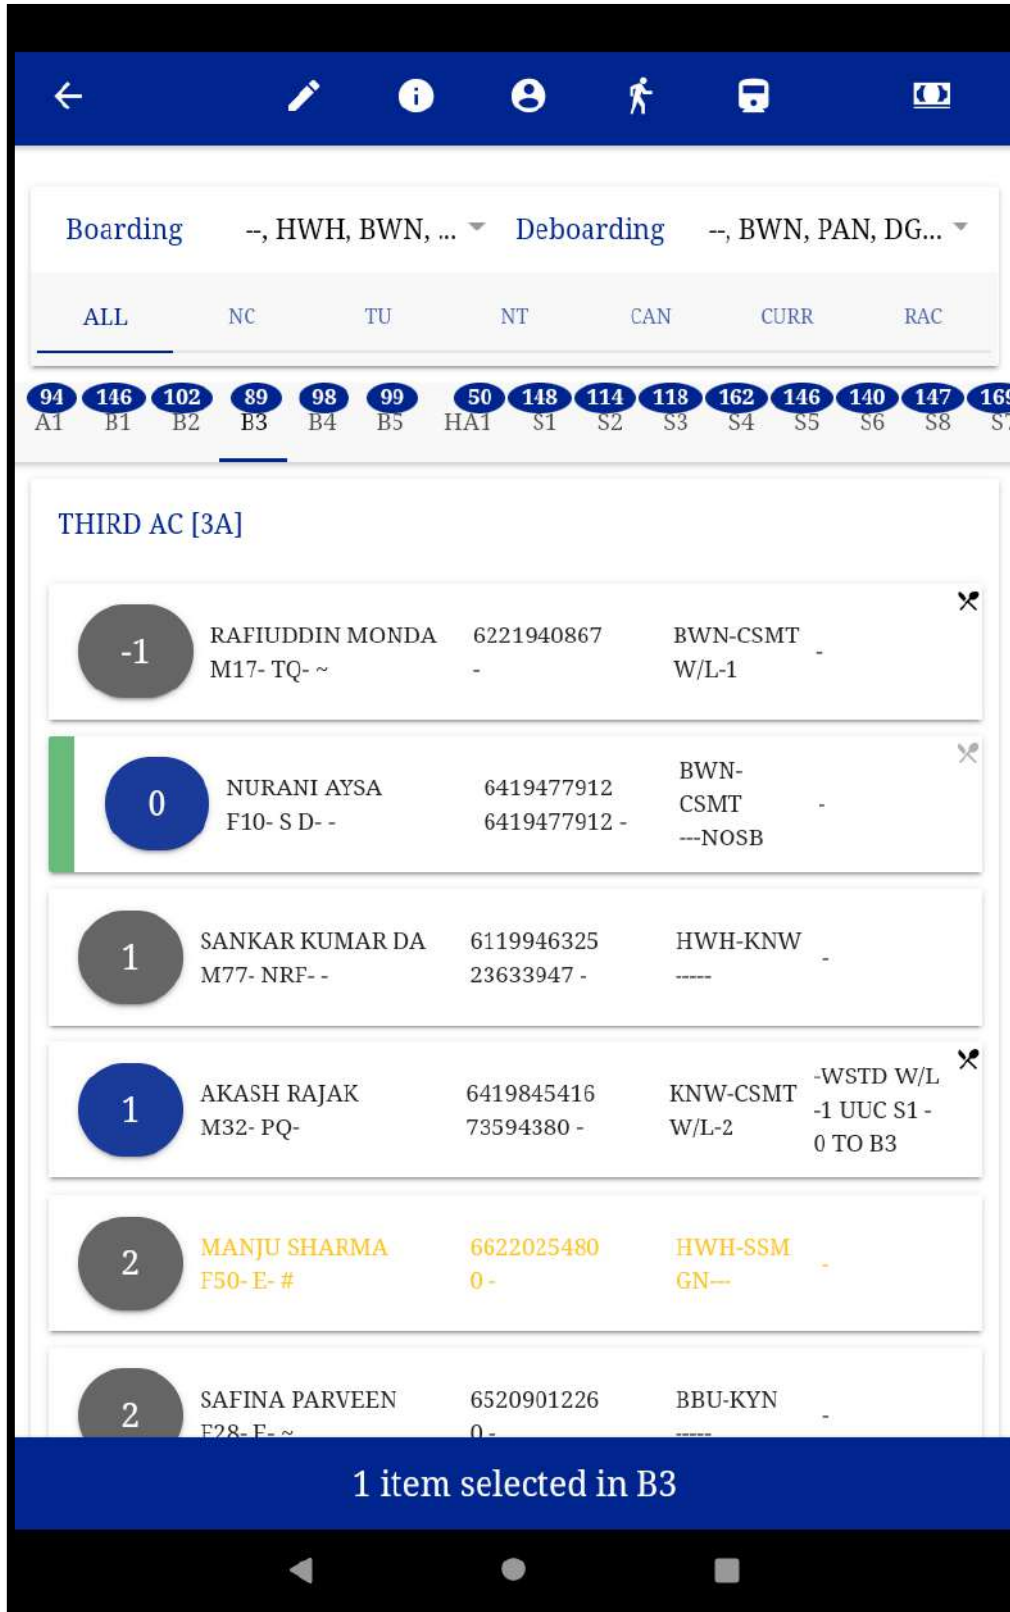 Boarding --, HWH, BWN, ... Deboarding --, BWN, PAN, DG...
ALL NC TU NT CAN CURR RAC
94 146 102 89 98 99 50 148 114 118 162 146 140 147 169
A1 B1 B2 B3 B4 B5 HA1 S1 S2 S3 S4 S5 S6 S8 S7
THIRD AC [3A]
-1
RAFIUDDIN MONDA 6221940867 BWN-CSMT -
M17- TQ- ~ - W/L-1
0
NURANI AYSA 6419477912 BWN-
CSMT -
F10- S D- - 6419477912 - ---NOSB
1
SANKAR KUMAR DA 6119946325 HWH-KNW -
M77- NRF- - 23633947 - -----
1
AKASH RAJAK 6419845416 KNW-CSMT -WSTD W/L
-1 UUC S1 -
M32- PQ- 73594380 - W/L-2 0 TO B3
2
MANJU SHARMA 6622025480 HWH-SSM -
F50- E- # 0 - GN---
2
SAFINA PARVEEN 6520901226 BBU-KYN -
F28- E- ~ 0 - -----
1 item selected in B3